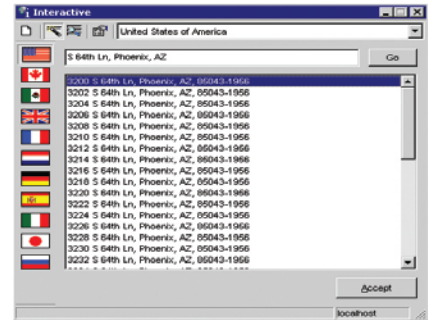 Interactive
United States of America
S 64th Ln, Phoenix, AZ
Go
3200 S 64th Ln, Phoenix, AZ, 85043-1956
3202 S 64th Ln, Phoenix, AZ, 85043-1956
3204 S 64th Ln, Phoenix, AZ, 85043-1956
3206 S 64th Ln, Phoenix, AZ, 85043-1956
3208 S 64th Ln, Phoenix, AZ, 85043-1956
3210 S 64th Ln, Phoenix, AZ, 85043-1956
3212 S 64th Ln, Phoenix, AZ, 85043-1956
3214 S 64th Ln, Phoenix, AZ, 85043-1956
3216 S 64th Ln, Phoenix, AZ, 85043-1956
3218 S 64th Ln, Phoenix, AZ, 85043-1956
3220 S 64th Ln, Phoenix, AZ, 85043-1956
3222 S 64th Ln, Phoenix, AZ, 85043-1956
3224 S 64th Ln, Phoenix, AZ, 85043-1956
3226 S 64th Ln, Phoenix, AZ, 85043-1956
3228 S 64th Ln, Phoenix, AZ, 85043-1956
3230 S 64th Ln, Phoenix, AZ, 85043-1956
3232 S 64th Ln, Phoenix, AZ, 85043-1956
Accept
localhost